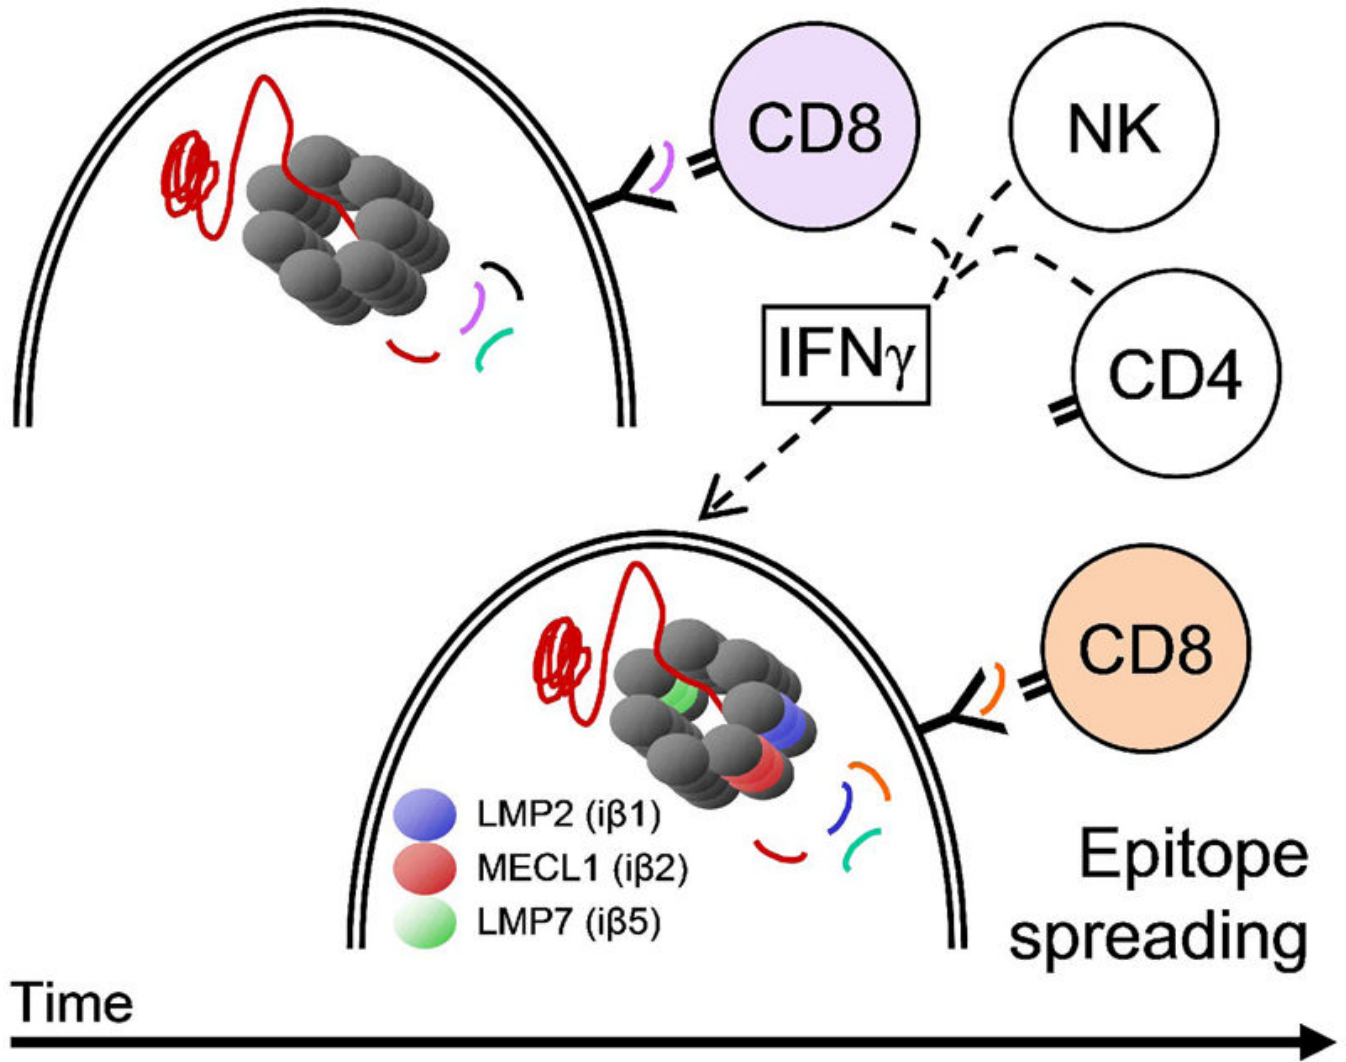 CD8
NK
IFNγ
CD4
CD8
LMP2 (iβ1)
MECL1 (iβ2)
LMP7 (iβ5)
Epitope
spreading
Time